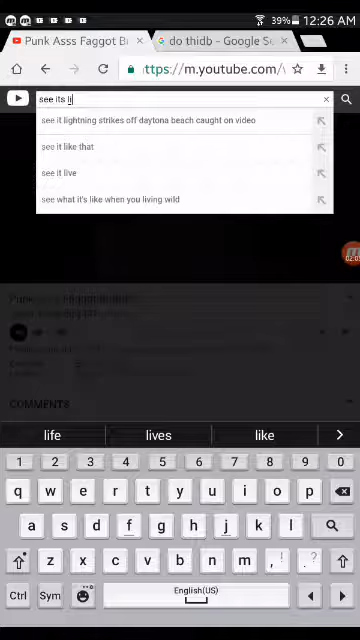 39% 12:26 AM
Punk Asss Faggot B
do thidb - Google S
https://m.youtube.com/
see its li
see it lightning strikes off daytona beach caught on video
see it like that
see it live
see what it's like when you living wild
COMMENTS
life lives like
1 2 3 4 5 6 7 8 9 0
q w e r t y u i o p
a s d f g h j k l
z x c v b n m , ! . ?
Ctrl Sym English(US)